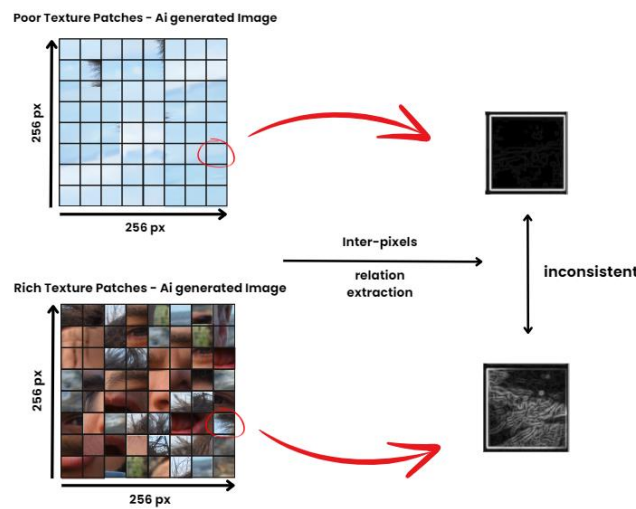 Poor Texture Patches - Ai generated Image
256 px
256 px
Inter-pixels
relation
extraction
inconsistent
Rich Texture Patches - Ai generated Image
256 px
256 px